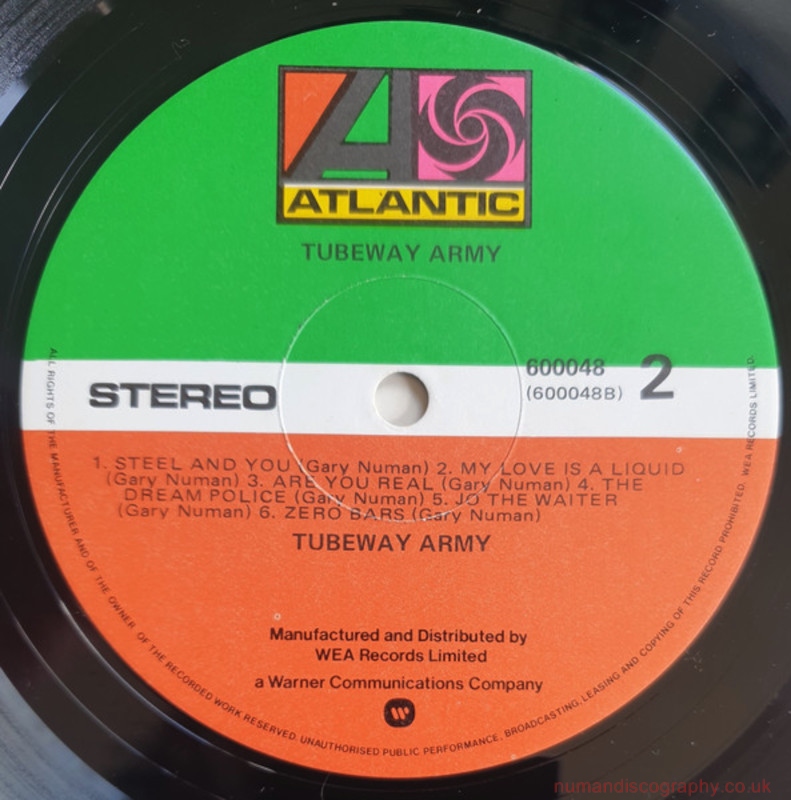 ATLANTIC
TUBEWAY ARMY
STEREO
600048
(600048B)
2
1. STEEL AND YOU (Gary Numan) 2. MY LOVE IS A LIQUID
(Gary Numan) 3. ARE YOU REAL (Gary Numan) 4. THE
DREAM POLICE (Gary Numan) 5. JO THE WAITER
(Gary Numan) 6. ZERO BARS (Gary Numan)
TUBEWAY ARMY
Manufactured and Distributed by
WEA Records Limited
a Warner Communications Company
ALL RIGHTS OF THE MANUFACTURER AND OF THE OWNER OF THE RECORDED WORK RESERVED. UNAUTHORISED PUBLIC PERFORMANCE, BROADCASTING, LEASING AND COPYING OF THIS RECORD PROHIBITED. WEA RECORDS LIMITED.
numandiscography.co.uk